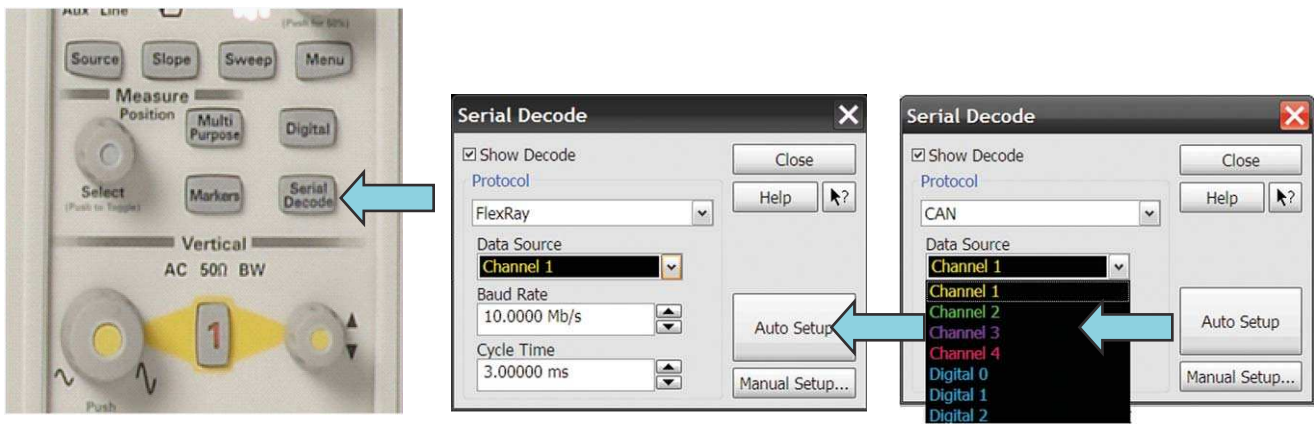 Aux Line
(Push for 50%)
Source Slope Sweep Menu
Measure
Position
Multi Purpose
Digital
Select
(Push to Toggle)
Markers
Serial Decode
Vertical
AC 50Ω BW
1
Push
Serial Decode
Show Decode
Close
Protocol
Help
?
FlexRay
Data Source
Channel 1
Baud Rate
10.0000 Mb/s
Auto Setup
Cycle Time
3.00000 ms
Manual Setup...
Serial Decode
Show Decode
Close
Protocol
Help
?
CAN
Data Source
Channel 1
Channel 1
Channel 2
Channel 3
Channel 4
Digital 0
Digital 1
Digital 2
Auto Setup
Manual Setup...